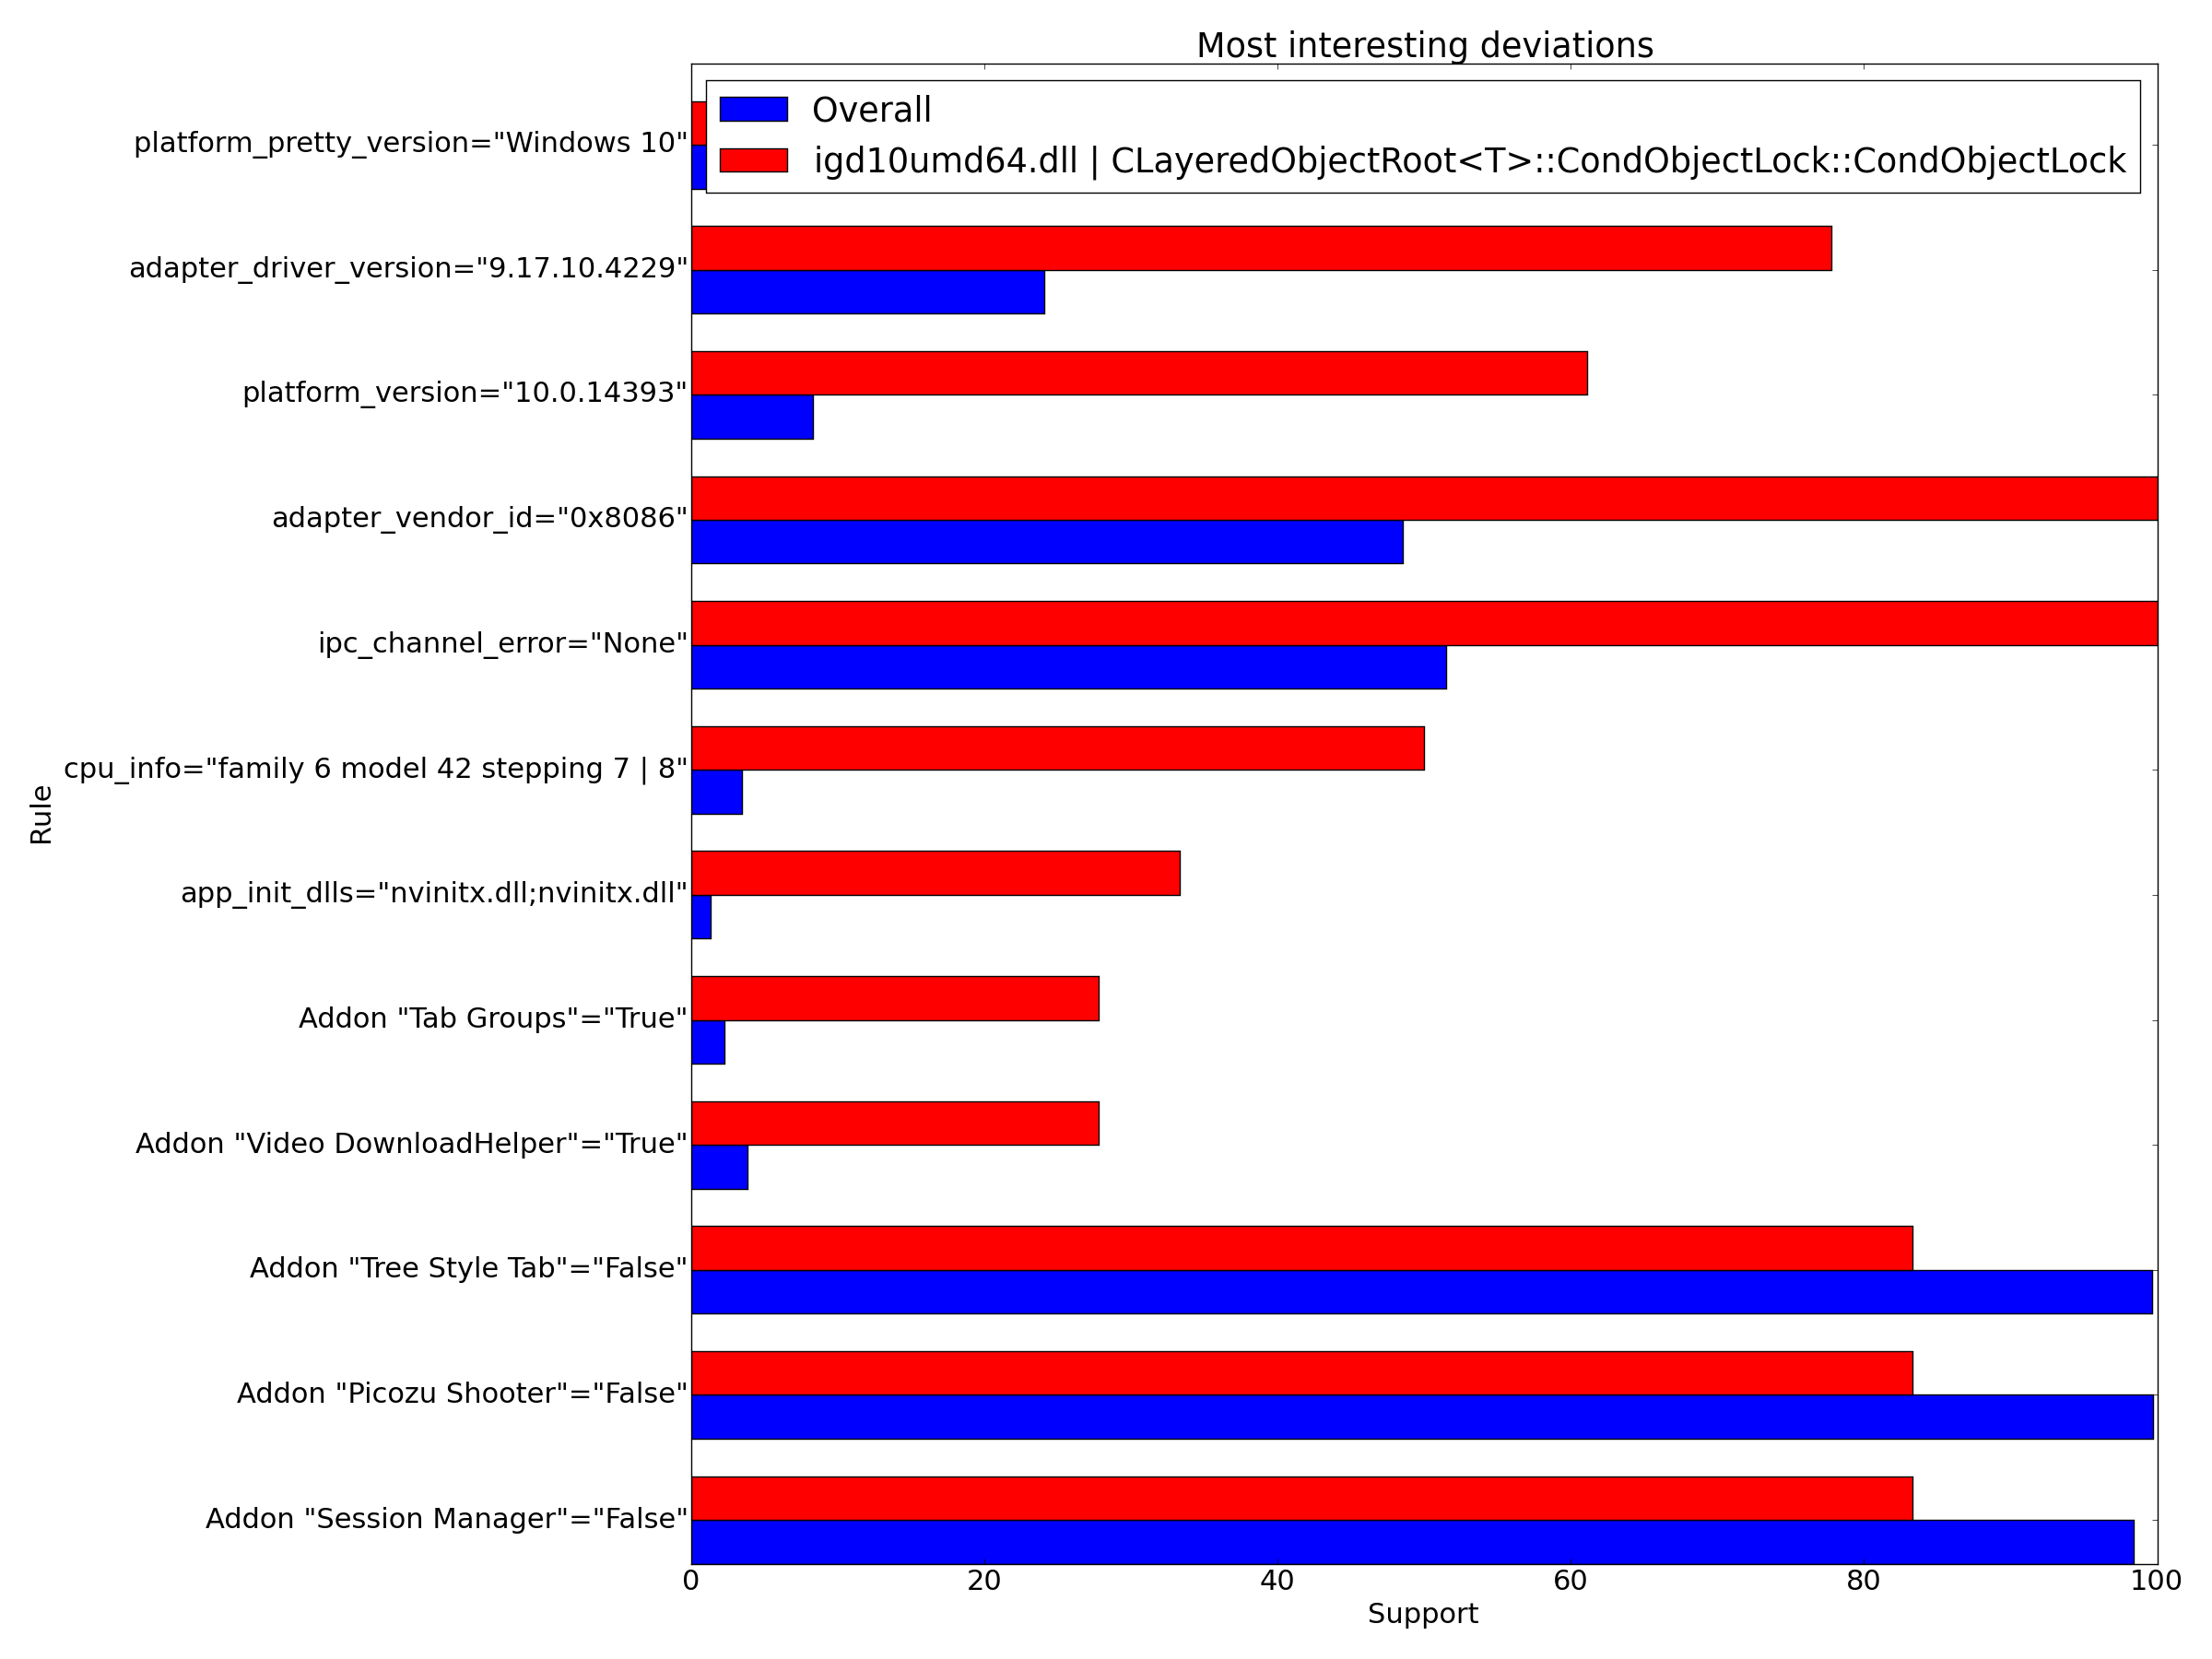 Most interesting deviations
Overall
igd10umd64.dll | CLayeredObjectRoot<T>::CondObjectLock::CondObjectLock
platform_pretty_version="Windows 10"
adapter_driver_version="9.17.10.4229"
platform_version="10.0.14393"
adapter_vendor_id="0x8086"
ipc_channel_error="None"
cpu_info="family 6 model 42 stepping 7 | 8"
app_init_dlls="nvinitx.dll;nvinitx.dll"
Addon "Tab Groups"="True"
Addon "Video DownloadHelper"="True"
Addon "Tree Style Tab"="False"
Addon "Picozu Shooter"="False"
Addon "Session Manager"="False"
Rule
0 20 40 60 80 100
Support